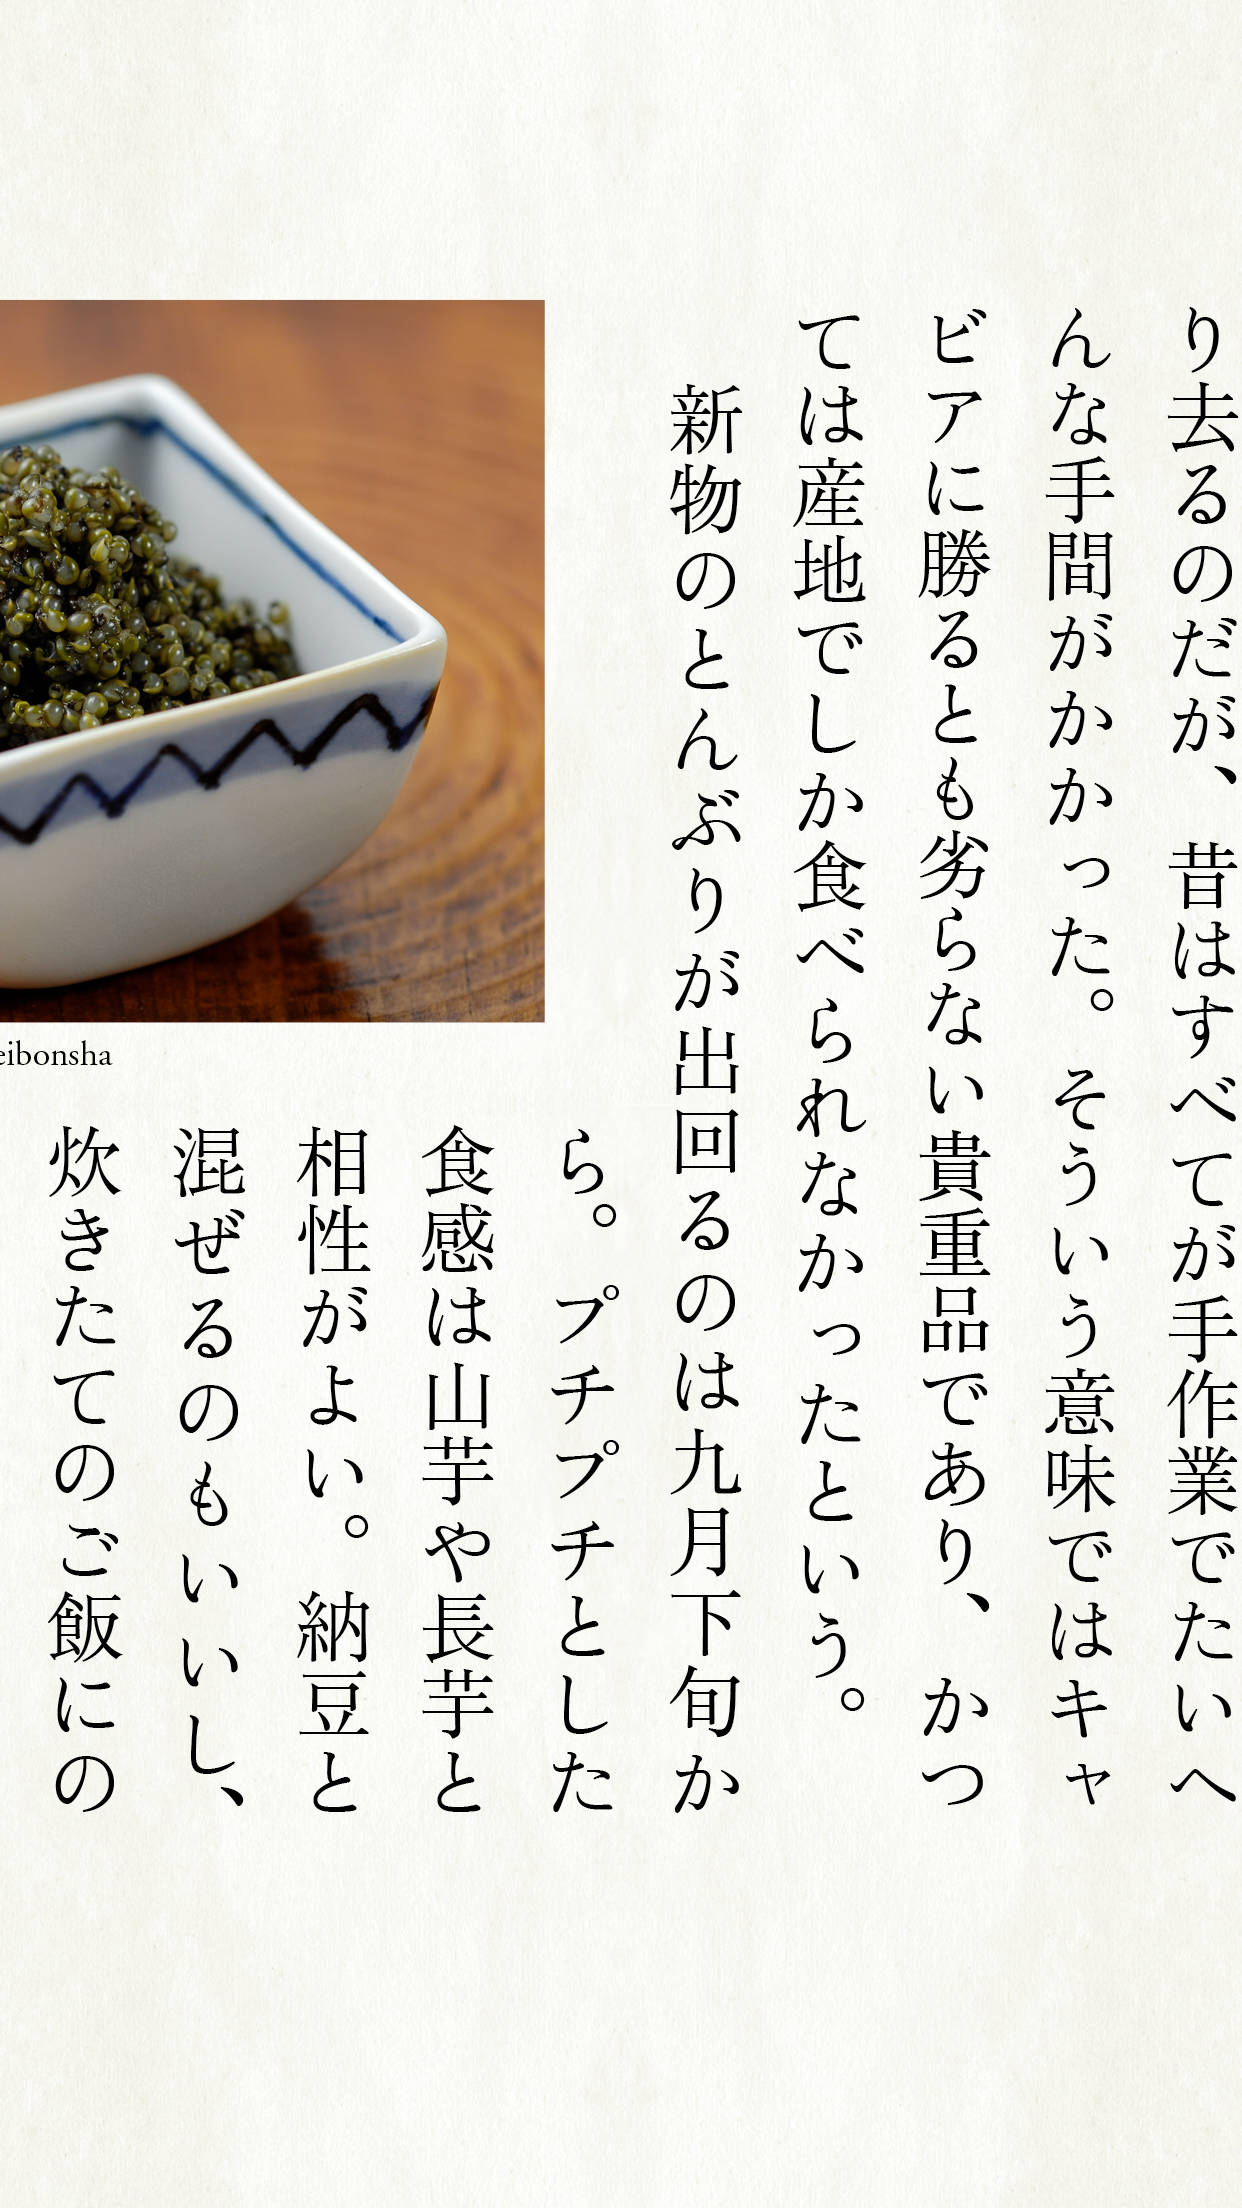 り去るのだが、昔はすべてが手作業でたいへ
んな手間がかかった。そういう意味ではキャ
ビアに勝るとも劣らない貴重品であり、かつ
ては産地でしか食べられなかったという。
新物のとんぶりが出回るのは九月下旬か
ら。プチプチとした
食感は山芋や長芋と
相性がよい。納豆と
混ぜるのもいいし、
炊きたてのご飯にの
eibonsha